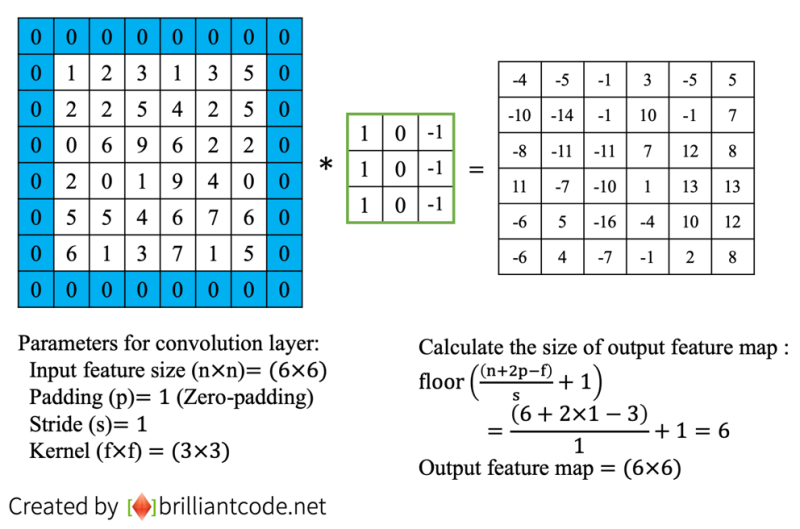 0 0 0 0 0 0 0 0
0 1 2 3 1 3 5 0
0 2 2 5 4 2 5 0
0 0 6 9 6 2 2 0
0 2 0 1 9 4 0 0
0 5 5 4 6 7 6 0
0 6 1 3 7 1 5 0
0 0 0 0 0 0 0 0
*
1 0 -1
1 0 -1
1 0 -1
=
-4 -5 -1 3 -5 5
-10 -14 -1 10 -1 7
-8 -11 -11 7 12 8
11 -7 -10 1 13 13
-6 5 -16 -4 10 12
-6 4 -7 -1 2 8
Parameters for convolution layer:
Input feature size (n×n)= (6×6)
Padding (p)= 1 (Zero-padding)
Stride (s)= 1
Kernel (f×f) = (3×3)
Calculate the size of output feature map :
floor ((n+2p−f)/s + 1)
= (6 + 2×1 − 3)/1 + 1 = 6
Output feature map = (6×6)
Created by [ ]brilliantcode.net